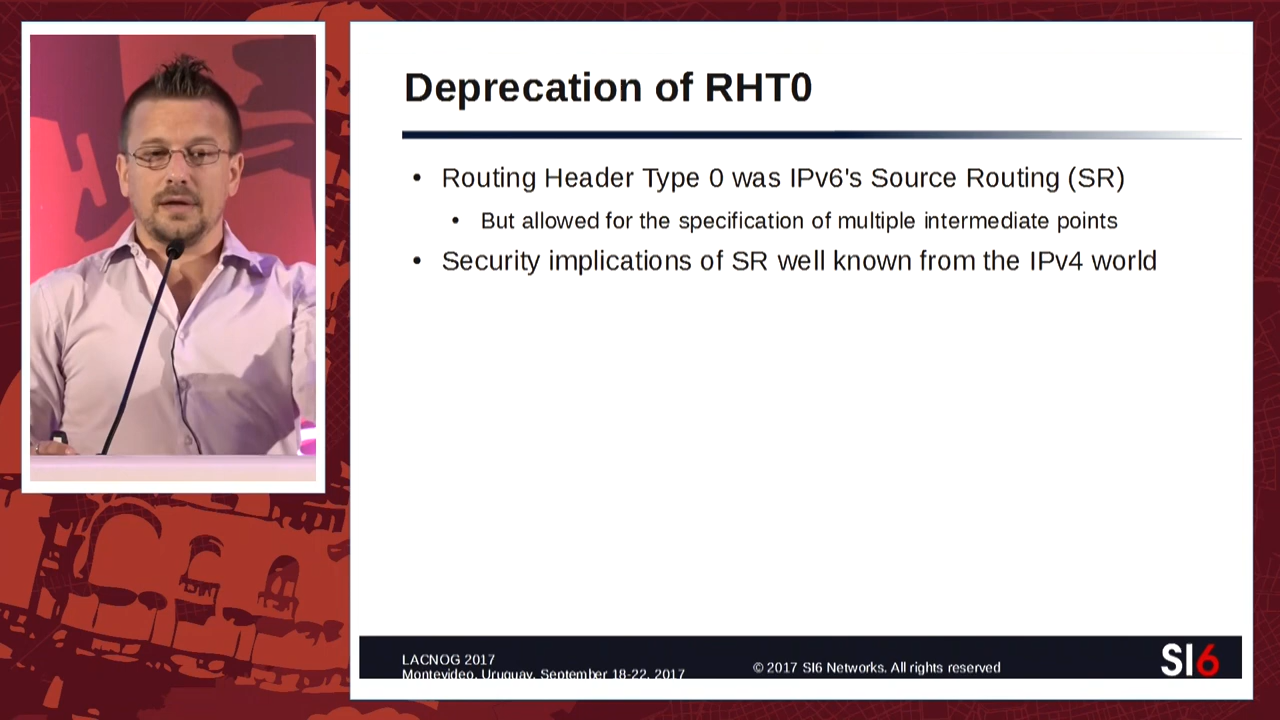 Deprecation of RHT0
• Routing Header Type 0 was IPv6's Source Routing (SR)
• But allowed for the specification of multiple intermediate points
• Security implications of SR well known from the IPv4 world
LACNOG 2017
Montevideo, Uruguay, September 18-22, 2017
© 2017 SI6 Networks. All rights reserved
SI6